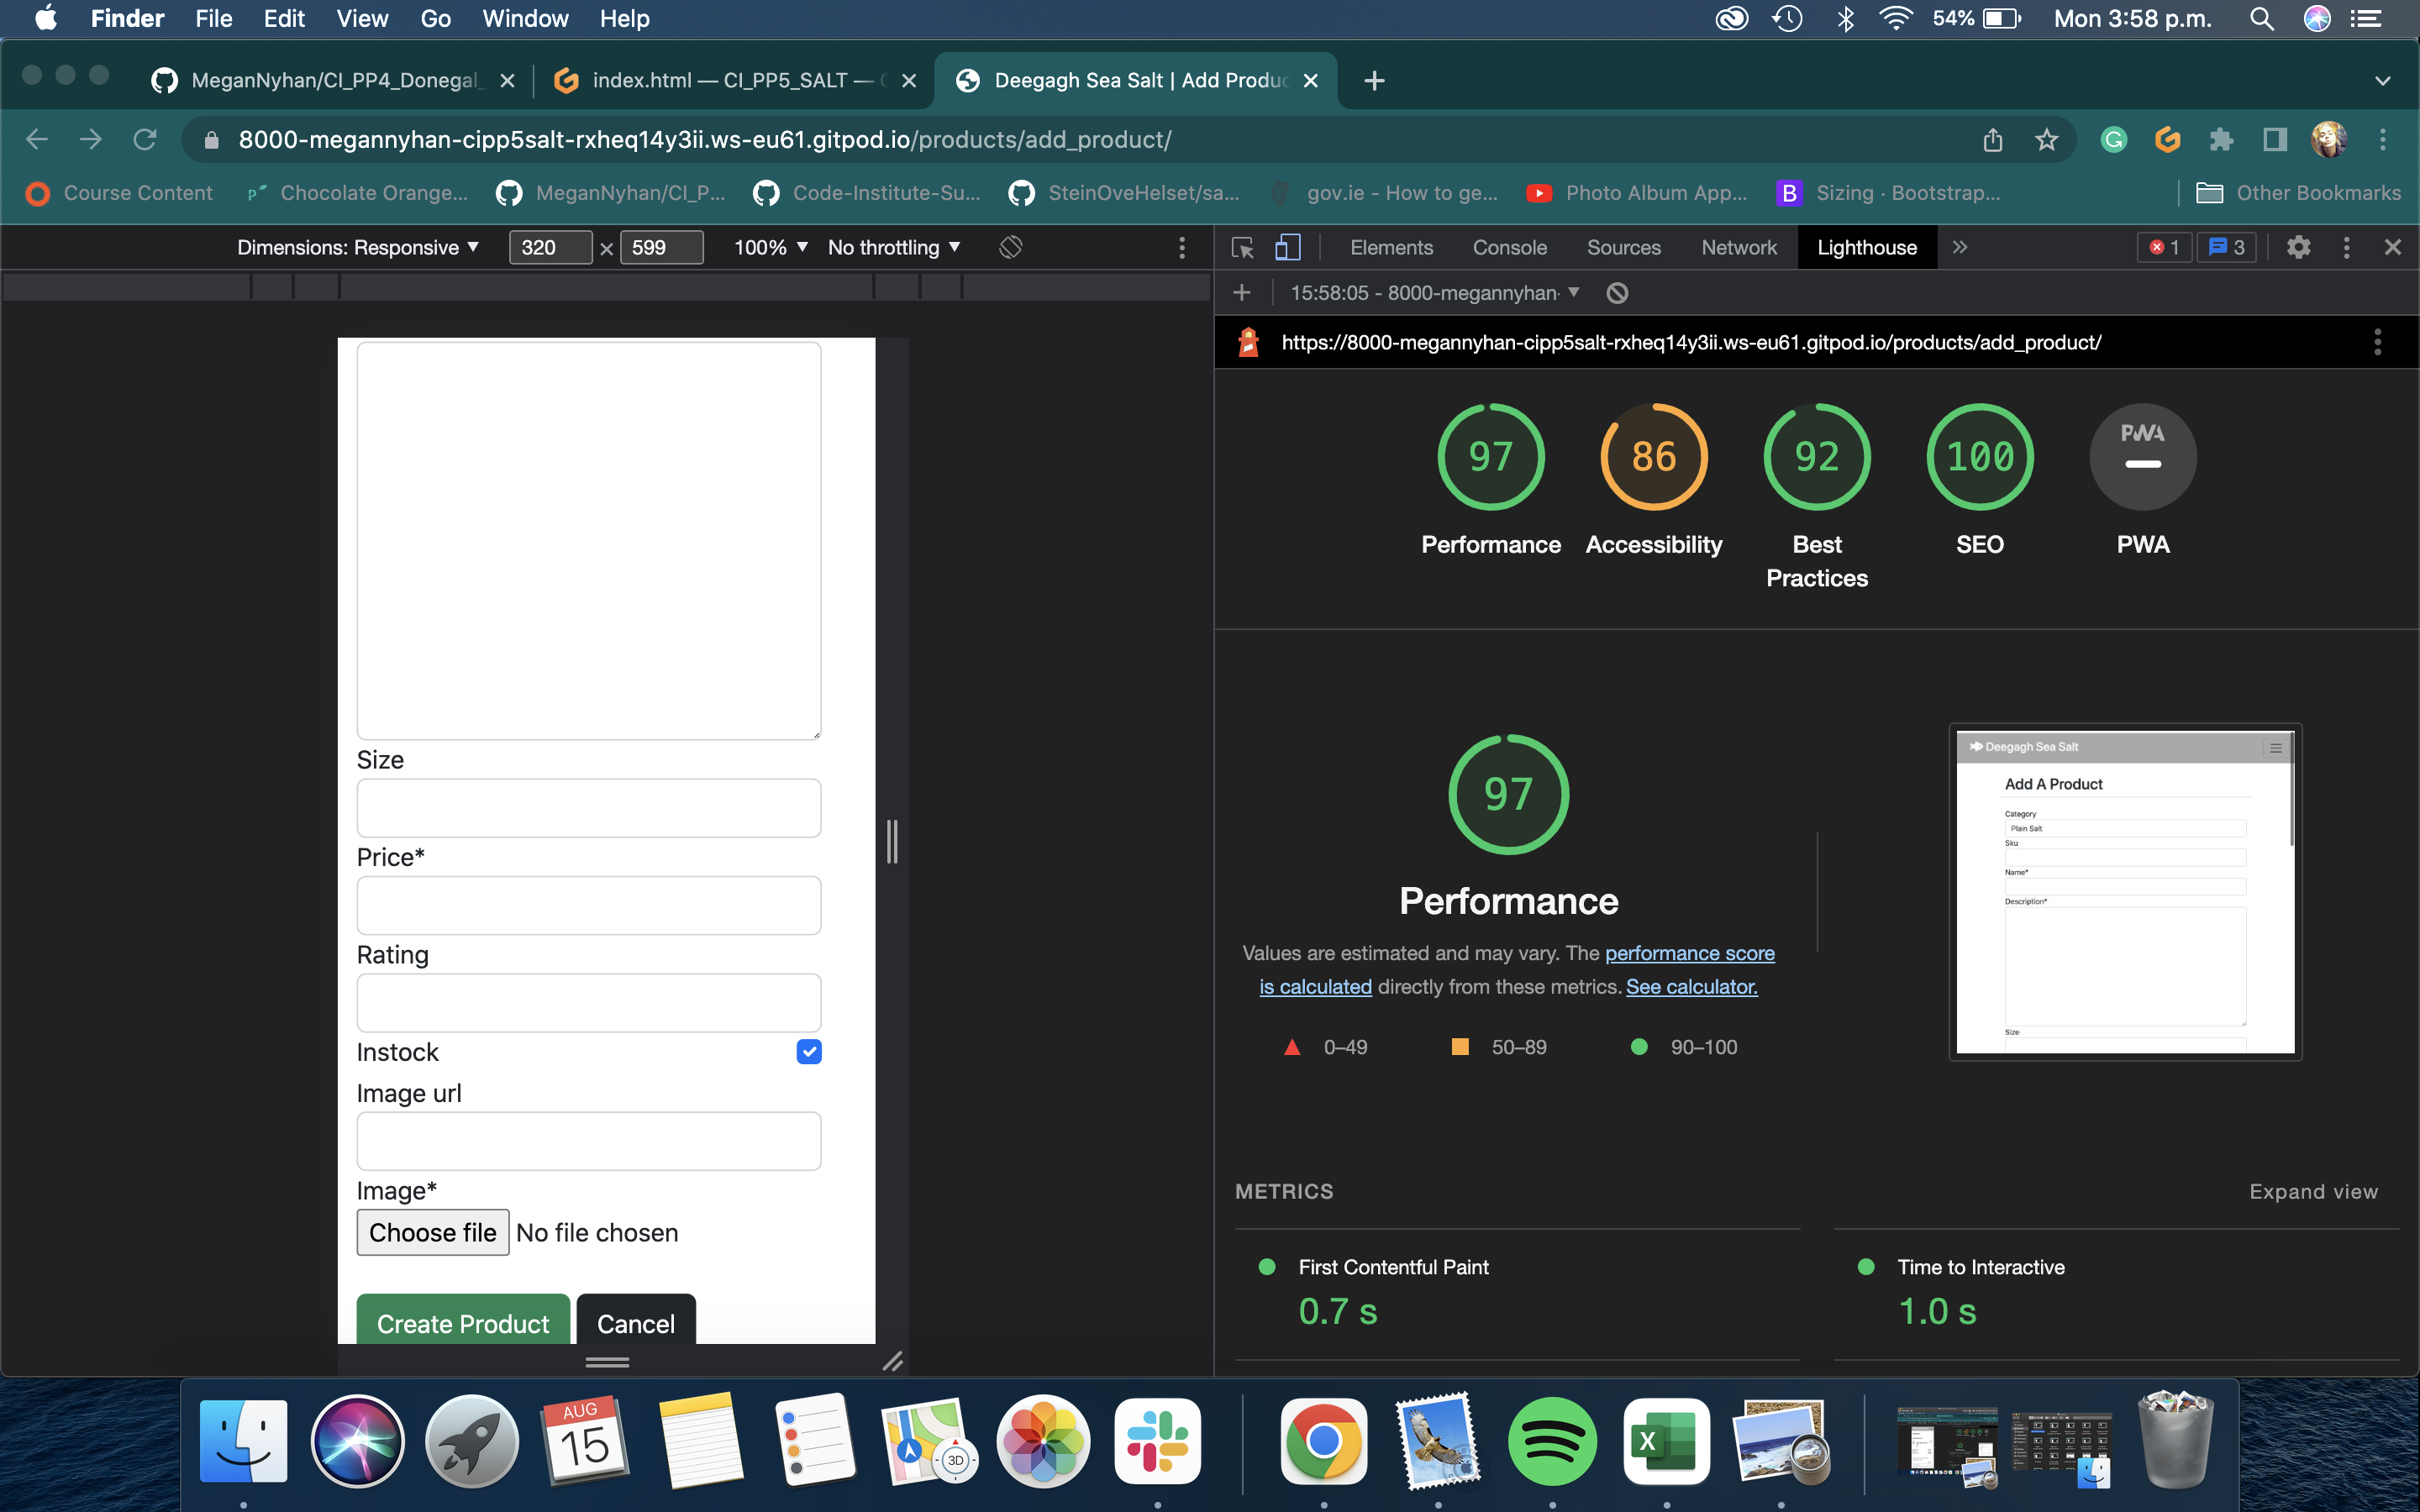 Finder File Edit View Go Window Help 54% Mon 3:58 p.m.
MeganNyhan/CI_PP4_Donegal_ index.html — CI_PP5_SALT — Deegagh Sea Salt | Add Produc
8000-megannyhan-cipp5salt-rxheq14y3ii.ws-eu61.gitpod.io/products/add_product/
Course Content Chocolate Orange... MeganNyhan/CI_P... Code-Institute-Su... SteinOveHelset/sa... gov.ie - How to ge... Photo Album App... B Sizing · Bootstrap... Other Bookmarks
Dimensions: Responsive 320 × 599 100% No throttling
Elements Console Sources Network Lighthouse 1 3
15:58:05 - 8000-megannyhan-
https://8000-megannyhan-cipp5salt-rxheq14y3ii.ws-eu61.gitpod.io/products/add_product/
97 86 92 100 PWA
Performance Accessibility Best Practices SEO PWA
Size
Price*
Rating
Instock
Image url
Image*
Choose file No file chosen
Create Product Cancel
97
Performance
Values are estimated and may vary. The performance score
is calculated directly from these metrics. See calculator.
0–49 50–89 90–100
Deegagh Sea Salt
Add A Product
Category
Plain Salt
Sku
Name*
Description*
Size
METRICS Expand view
First Contentful Paint
0.7 s
Time to Interactive
1.0 s
AUG
15
3D
X